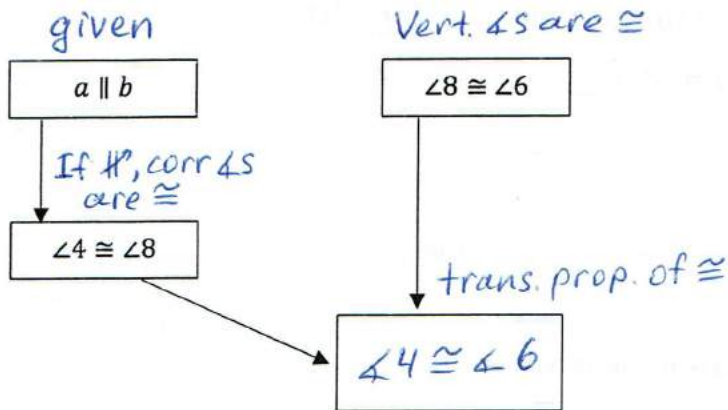 given
Vert. ∡s are ≅
a ∥ b
∠8 ≅ ∠6
If ∦, corr ∡s
are ≅
∠4 ≅ ∠8
trans. prop. of ≅
∡4 ≅ ∡6